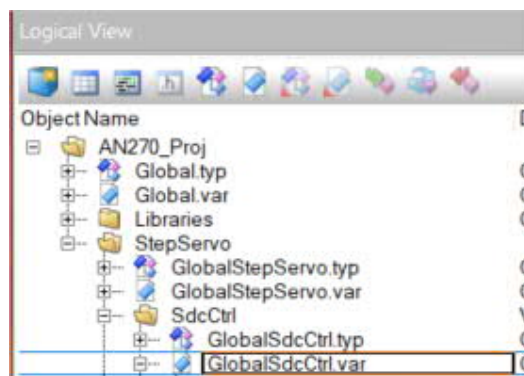 Logical View
Object Name
AN270_Proj
Global.typ
Global.var
Libraries
StepServo
GlobalStepServo.typ
GlobalStepServo.var
SdcCtrl
GlobalSdcCtrl.typ
GlobalSdcCtrl.var